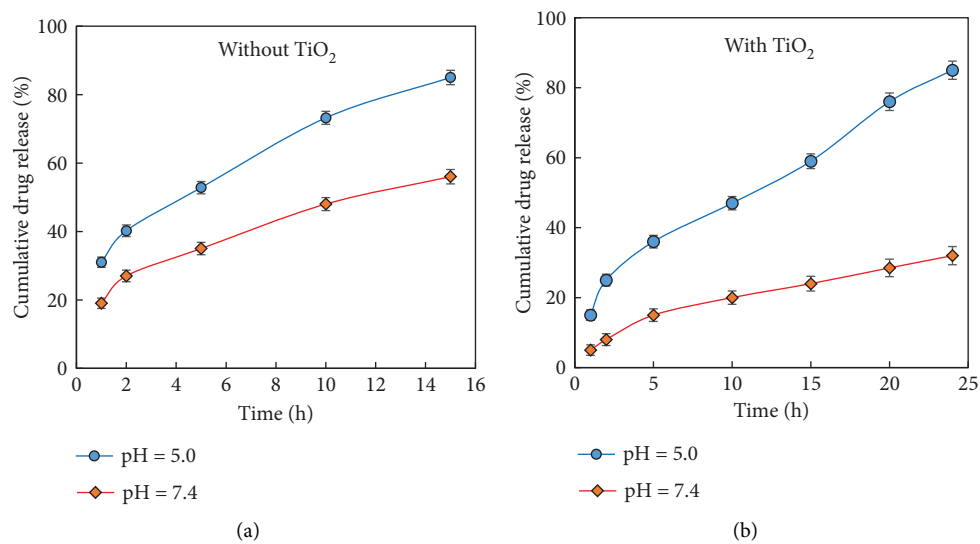 100
80
60
40
20
0
Cumulative drug release (%)
Without TiO₂
0 2 4 6 8 10 12 14 16
Time (h)
pH = 5.0
pH = 7.4
(a)
100
80
60
40
20
0
Cumulative drug release (%)
With TiO₂
0 5 10 15 20 25
Time (h)
pH = 5.0
pH = 7.4
(b)